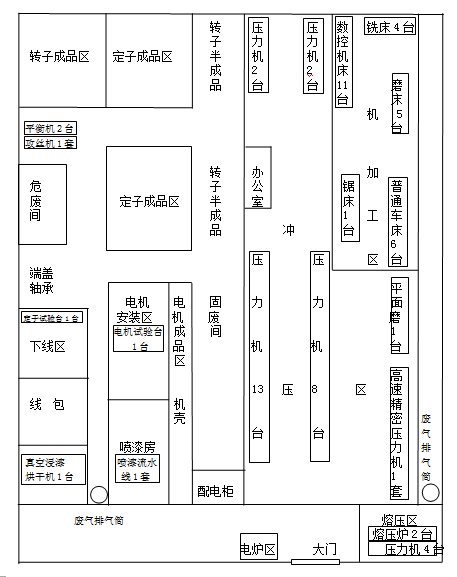 转子成品区
定子成品区
转子半成品
压力机2台
压力机2台
数控机床11台
铣床4台
磨床5台
机加工区
平衡机2台
攻丝机1套
危废间
定子成品区
转子半成品
办公室
锯床1台
普通车床6台
冲压区
端盖
轴承
电机
安装区
电机试验台
1台
电机成品区
机壳
固废间
压力机13台
压力机8台
平面磨1台
定子试验台1台
下线区
高速精密压力机1套
线包
喷漆房
喷漆流水
线1套
真空浸漆
烘干机1台
配电柜
废气排气筒
废气排气筒
电炉区
大门
熔压区
熔压炉2台
压力机4台